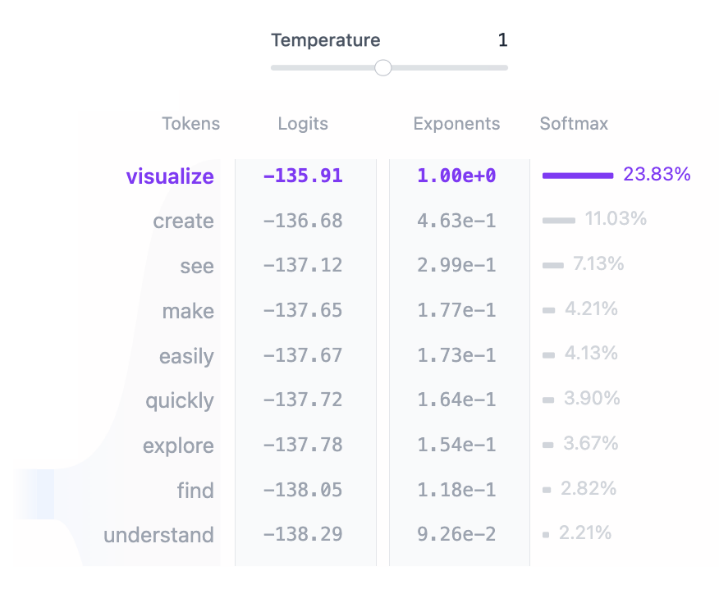 Temperature 1
Tokens Logits Exponents Softmax
visualize −135.91 1.00e+0 23.83%
create −136.68 4.63e−1 11.03%
see −137.12 2.99e−1 7.13%
make −137.65 1.77e−1 4.21%
easily −137.67 1.73e−1 4.13%
quickly −137.72 1.64e−1 3.90%
explore −137.78 1.54e−1 3.67%
find −138.05 1.18e−1 2.82%
understand −138.29 9.26e−2 2.21%